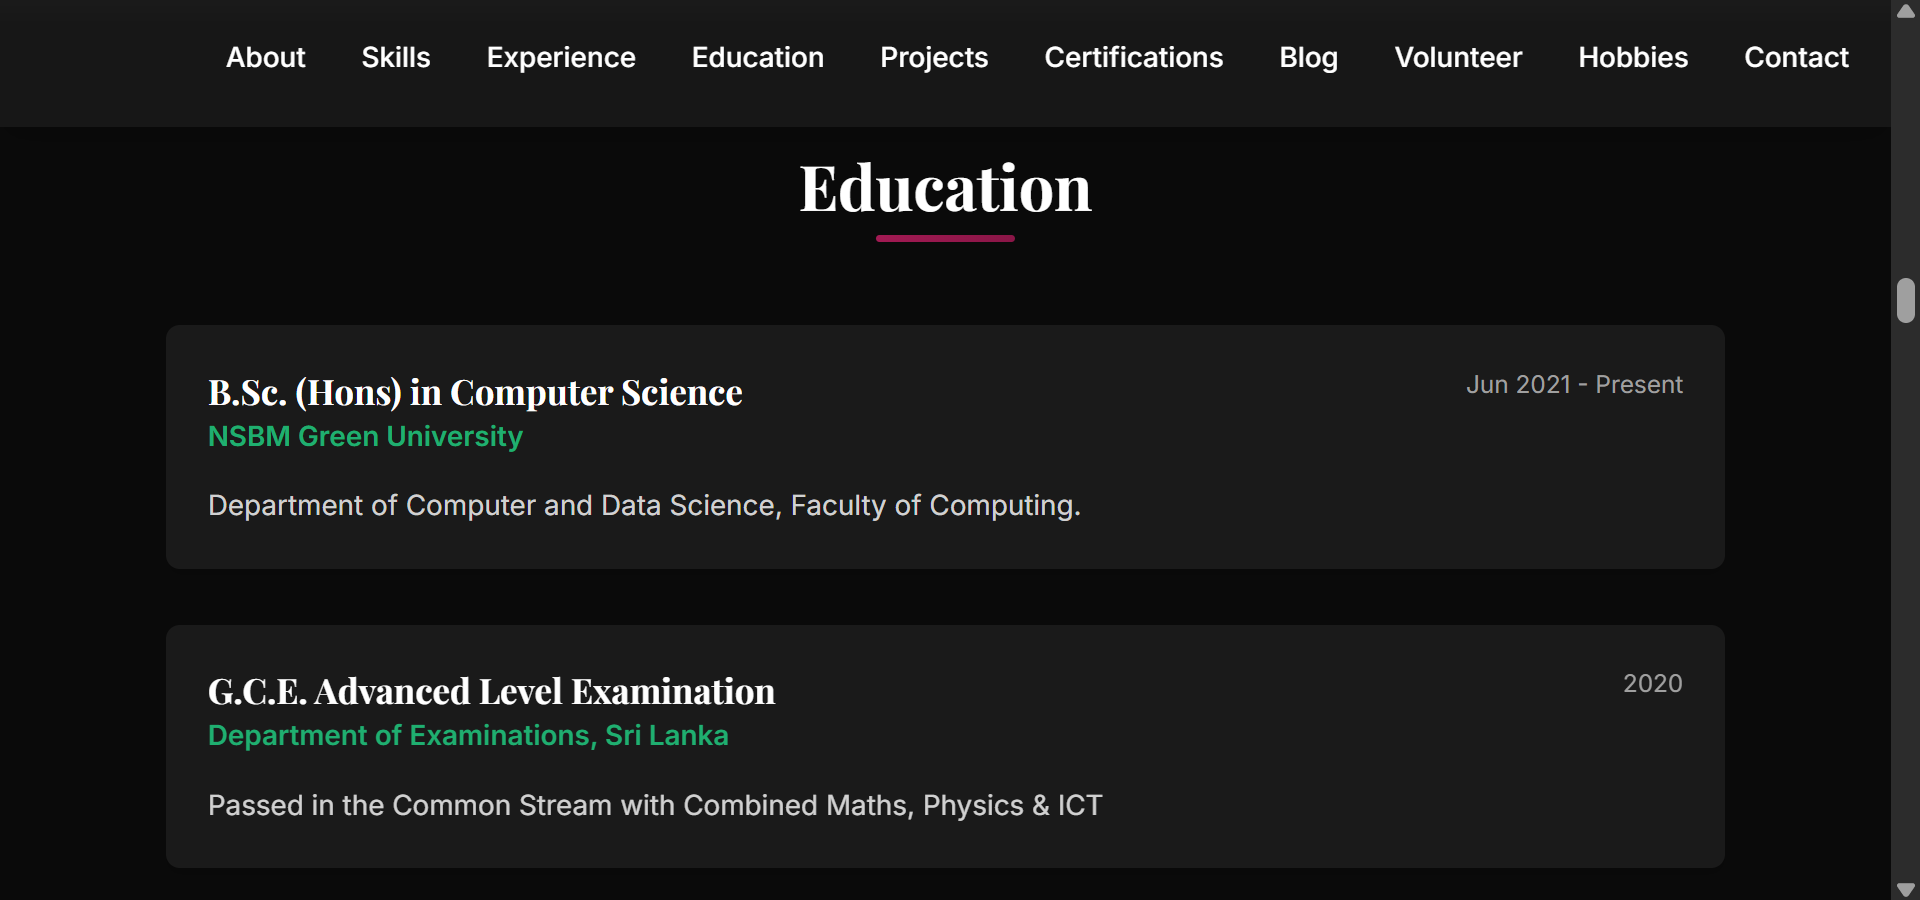 About Skills Experience Education Projects Certifications Blog Volunteer Hobbies Contact
Education
B.Sc. (Hons) in Computer Science
Jun 2021 - Present
NSBM Green University
Department of Computer and Data Science, Faculty of Computing.
G.C.E. Advanced Level Examination
2020
Department of Examinations, Sri Lanka
Passed in the Common Stream with Combined Maths, Physics & ICT